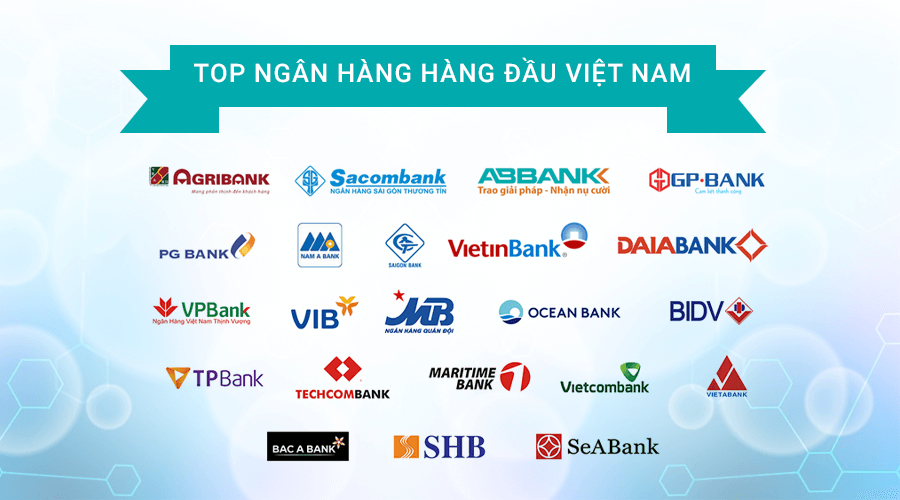 TOP NGÂN HÀNG HÀNG ĐẦU VIỆT NAM
AGRIBANK
Mang phồn thịnh đến khách hàng
Sacombank
NGÂN HÀNG SÀI GÒN THƯƠNG TÍN
ABBANK
Trao giải pháp - Nhận nụ cười
GP·BANK
Cam kết thành công
PG BANK
NAM A BANK
SAIGON BANK
VietinBank
DAIABANK
VPBank
Ngân Hàng Việt Nam Thịnh Vượng
VIB
MB
NGÂN HÀNG QUÂN ĐỘI
OCEAN BANK
BIDV
TPBank
TECHCOMBANK
MARITIME
BANK
Vietcombank
VIETABANK
BAC A BANK
SHB
SeABank